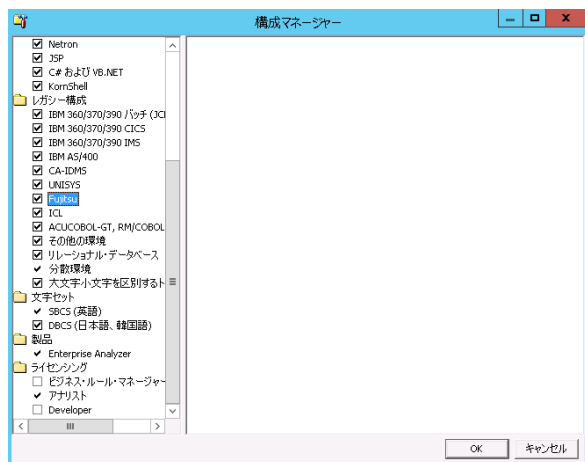 構成マネージャー
Netron
JSP
C# および VB.NET
KornShell
レガシー構成
IBM 360/370/390 バッチ (JCl
IBM 360/370/390 CICS
IBM 360/370/390 IMS
IBM AS/400
CA-IDMS
UNISYS
Fujitsu
ICL
ACUCOBOL-GT, RM/COBOL
その他の環境
リレーショナル・データベース
分散環境
大文字小文字を区別するト
文字セット
SBCS (英語)
DBCS (日本語、韓国語)
製品
Enterprise Analyzer
ライセンシング
ビジネス・ルール・マネージャー
アナリスト
Developer
OK キャンセル